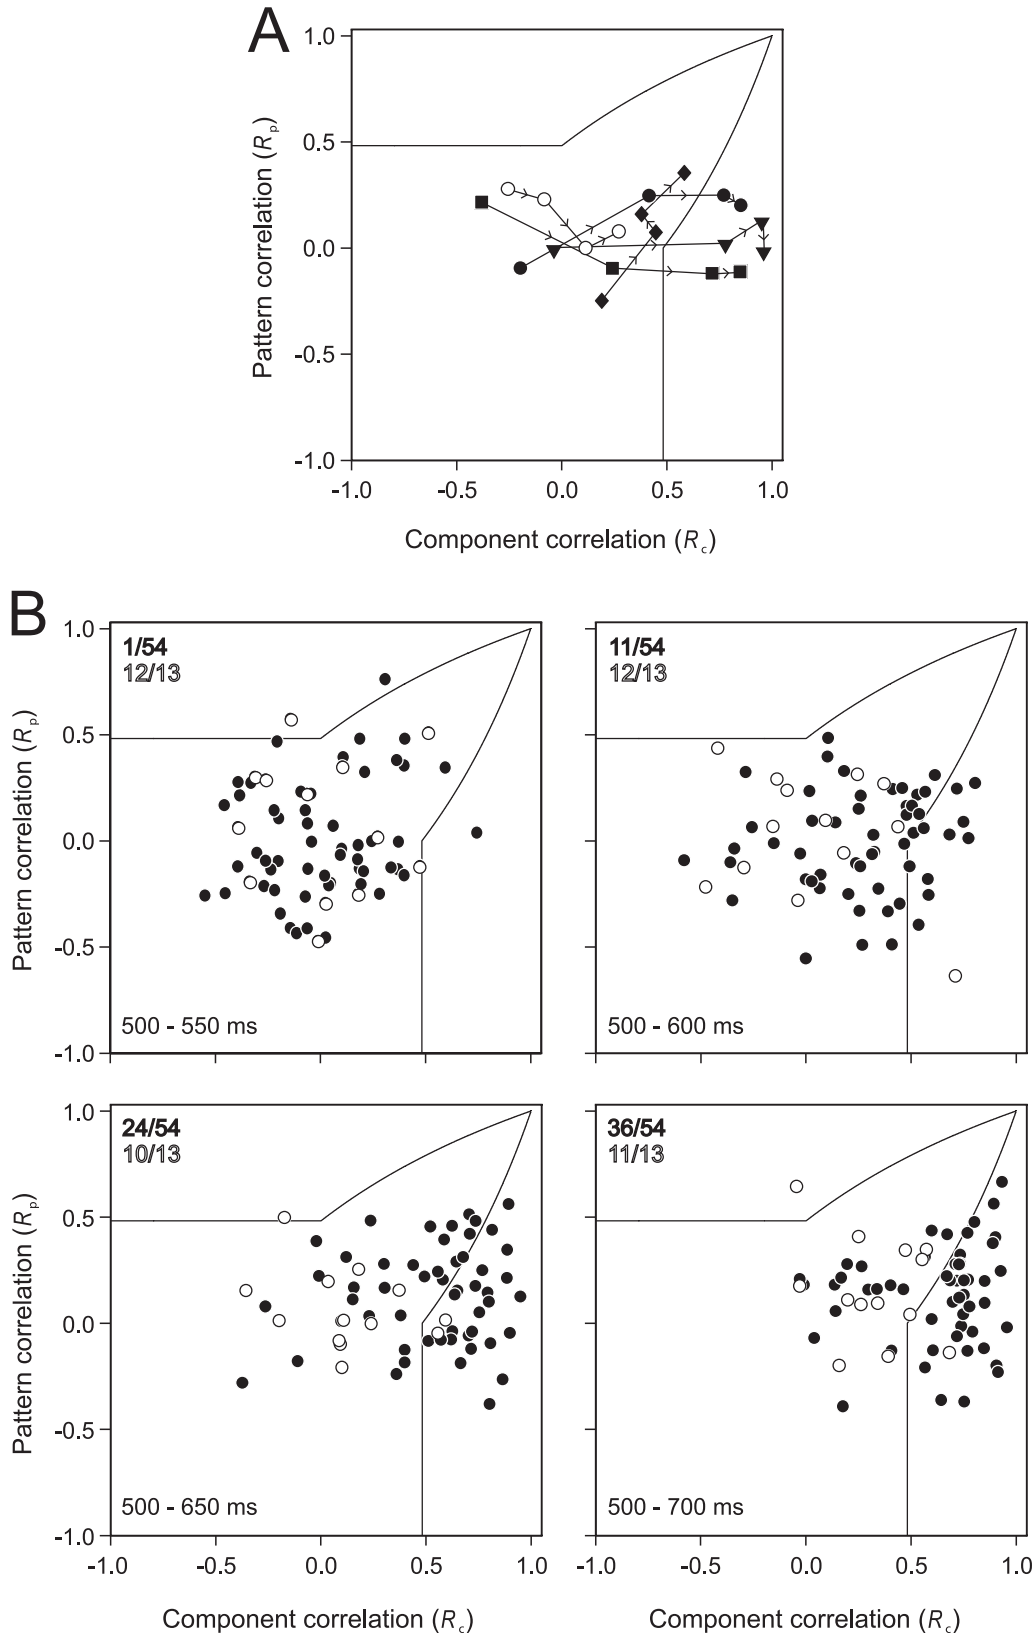 A
1.0
0.5
0.0
-0.5
-1.0
Pattern correlation (Rp)
-1.0 -0.5 0.0 0.5 1.0
Component correlation (Rc)
B
1.0
0.5
0.0
-0.5
-1.0
Pattern correlation (Rp)
1/54
12/13
500 - 550 ms
11/54
12/13
500 - 600 ms
1.0
0.5
0.0
-0.5
-1.0
Pattern correlation (Rp)
24/54
10/13
500 - 650 ms
36/54
11/13
500 - 700 ms
-1.0 -0.5 0.0 0.5 1.0
-1.0 -0.5 0.0 0.5 1.0
Component correlation (Rc)
Component correlation (Rc)